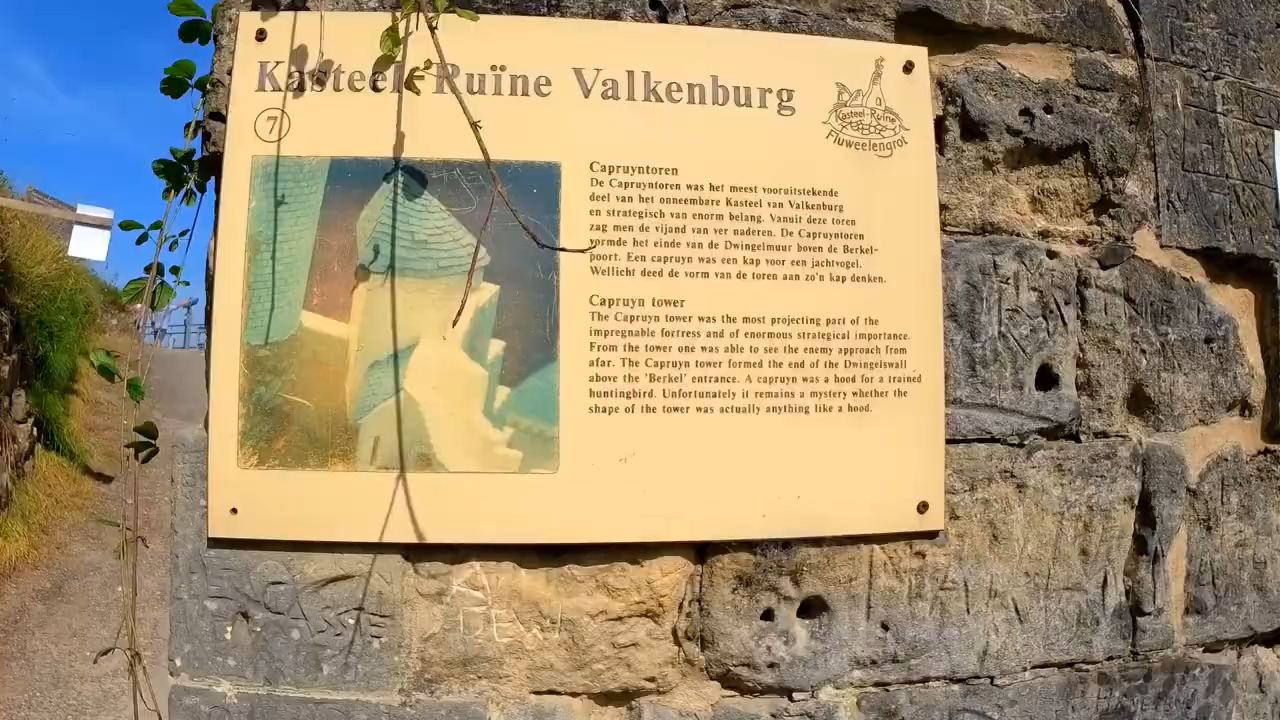 Kasteel-Ruïne Valkenburg
7
Kasteel-Ruïne
Fluweelengrot
Capruyntoren
De Capruyntoren was het meest vooruitstekende
deel van het onneembare Kasteel van Valkenburg
en strategisch van enorm belang. Vanuit deze toren
zag men de vijand van ver naderen. De Capruyntoren
vormde het einde van de Dwingelmuur boven de Berkel-
poort. Een capruyn was een kap voor een jachtvogel.
Wellicht deed de vorm van de toren aan zo'n kap denken.
Capruyn tower
The Capruyn tower was the most projecting part of the
impregnable fortress and of enormous strategical importance.
From the tower one was able to see the enemy approach from
afar. The Capruyn tower formed the end of the Dwingelswall
above the 'Berkel' entrance. A capruyn was a hood for a trained
huntingbird. Unfortunately it remains a mystery whether the
shape of the tower was actually anything like a hood.